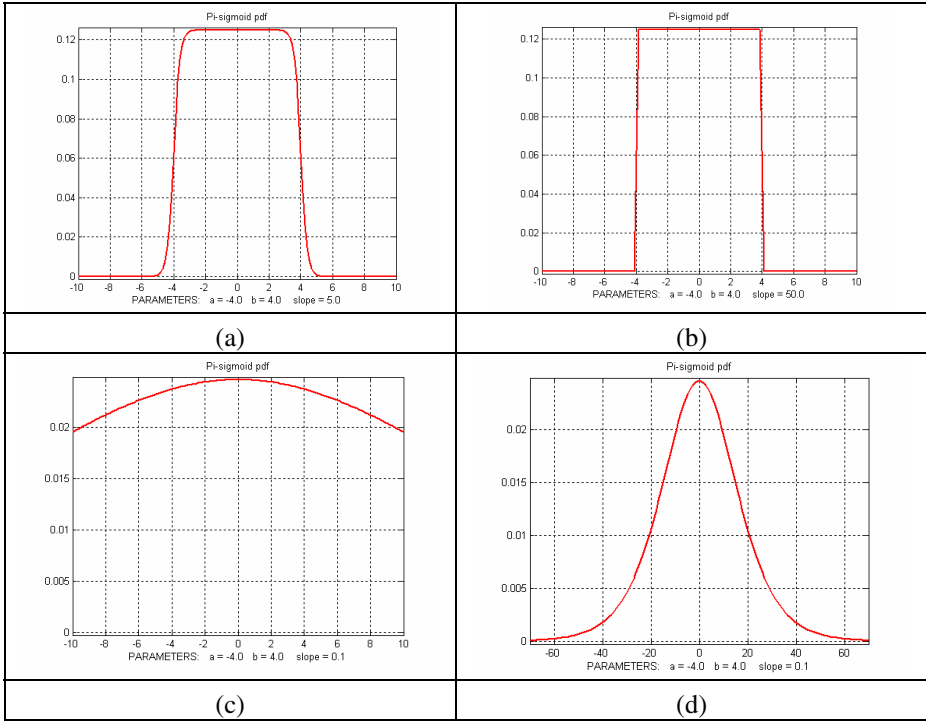 Pi-sigmoid pdf
0.12
0.1
0.08
0.06
0.04
0.02
0
-10 -8 -6 -4 -2 0 2 4 6 8 10
PARAMETERS: a = -4.0 b = 4.0 slope = 5.0
(a)
Pi-sigmoid pdf
0.12
0.1
0.08
0.06
0.04
0.02
0
-10 -8 -6 -4 -2 0 2 4 6 8 10
PARAMETERS: a = -4.0 b = 4.0 slope = 50.0
(b)
Pi-sigmoid pdf
0.02
0.015
0.01
0.005
0
-10 -8 -6 -4 -2 0 2 4 6 8 10
PARAMETERS: a = -4.0 b = 4.0 slope = 0.1
(c)
Pi-sigmoid pdf
0.02
0.015
0.01
0.005
0
-60 -40 -20 0 20 40 60
PARAMETERS: a = -4.0 b = 4.0 slope = 0.1
(d)